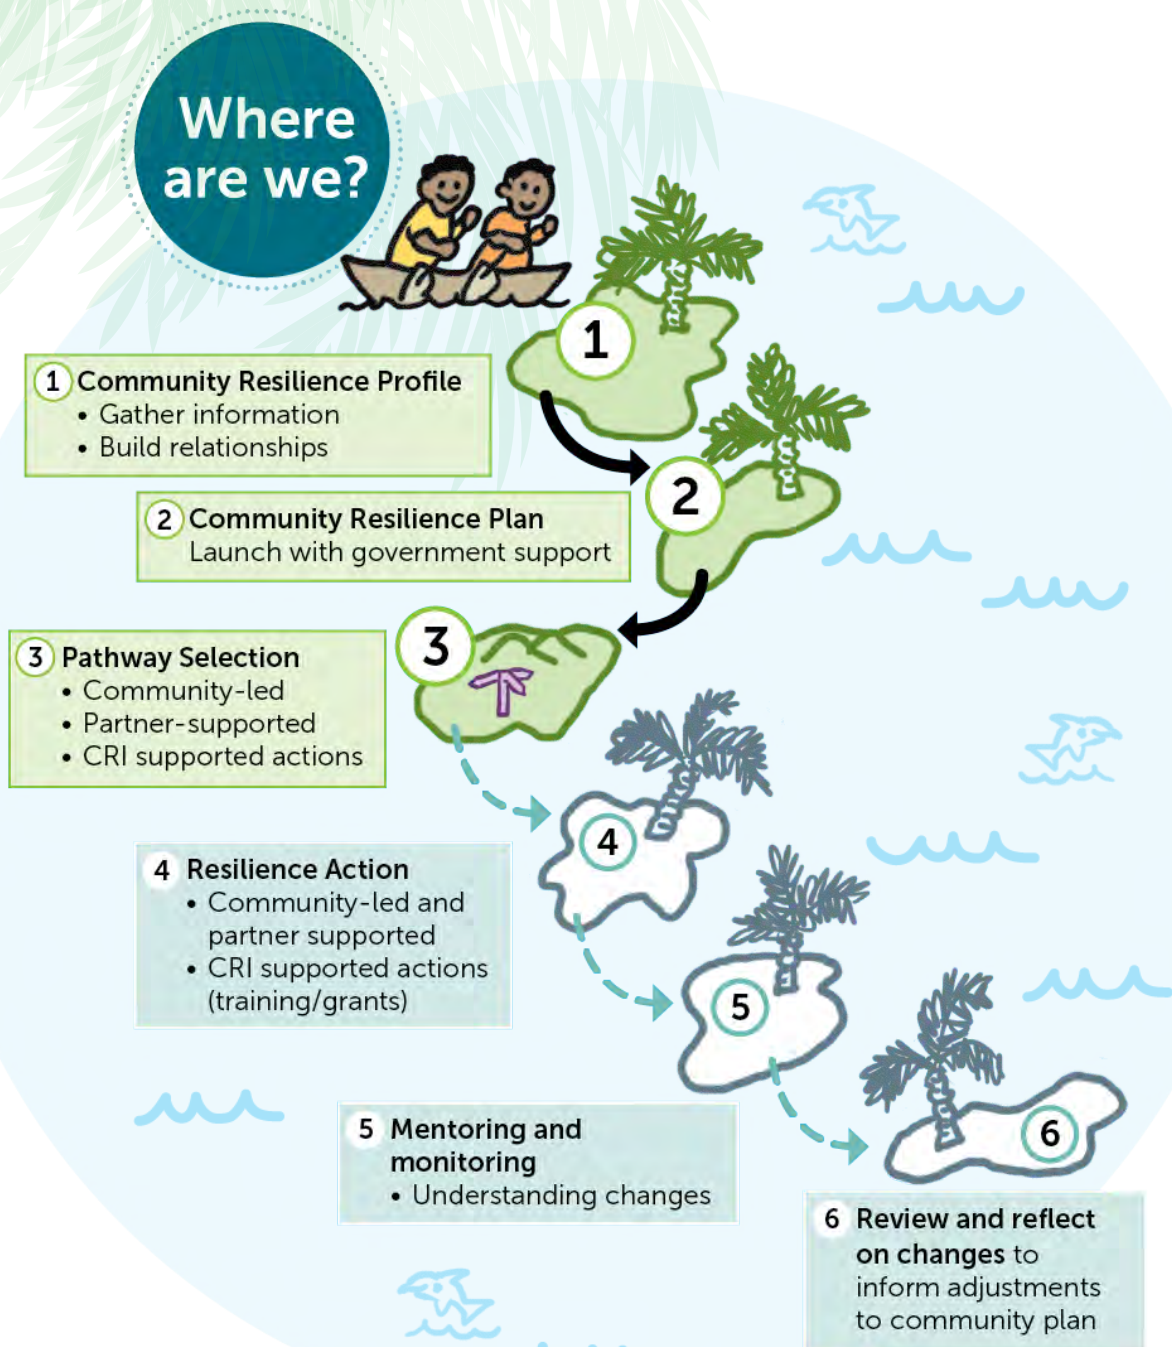 Where
are we?
1
1 Community Resilience Profile
• Gather information
• Build relationships
2
2 Community Resilience Plan
Launch with government support
3
3 Pathway Selection
• Community-led
• Partner-supported
• CRI supported actions
4
4 Resilience Action
• Community-led and
partner supported
• CRI supported actions
(training/grants)
5
5 Mentoring and
monitoring
• Understanding changes
6
6 Review and reflect
on changes to
inform adjustments
to community plan